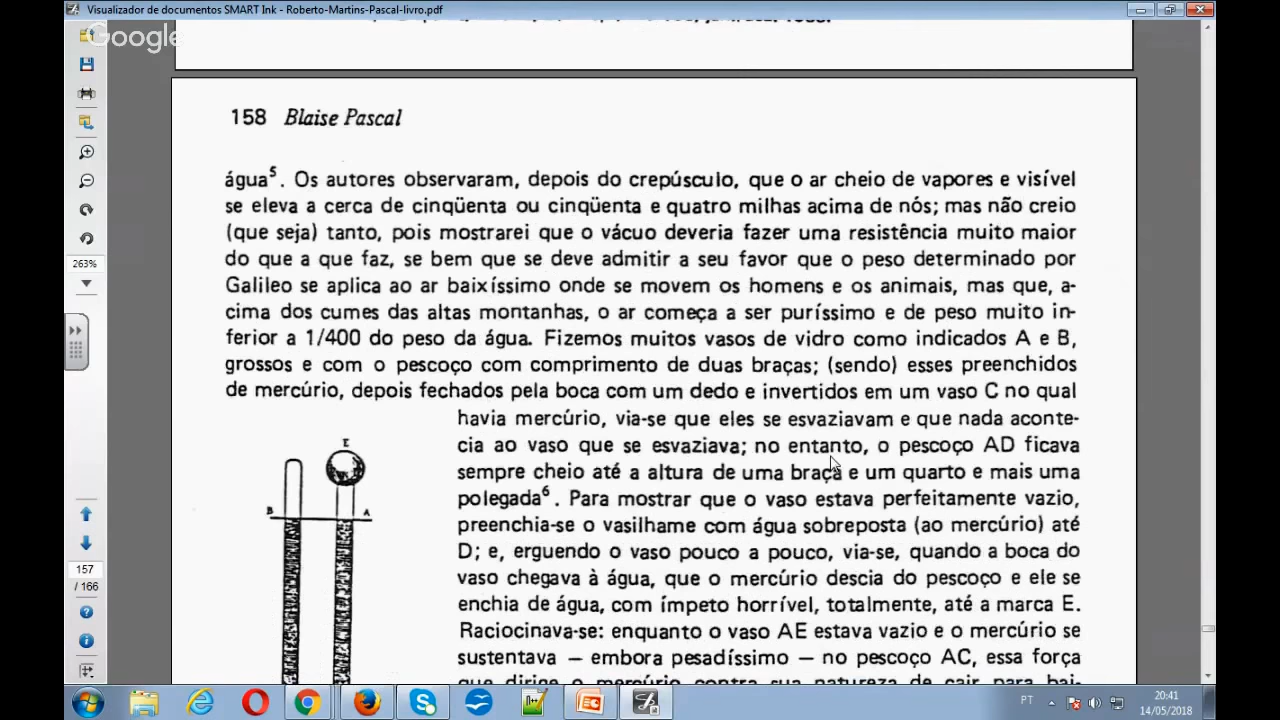 Visualizador de documentos SMART Ink - Roberto-Martins-Pascal-livro.pdf
Google
158 Blaise Pascal
água⁵. Os autores observaram, depois do crepúsculo, que o ar cheio de vapores e visível
se eleva a cerca de cinqüenta ou cinqüenta e quatro milhas acima de nós; mas não creio
(que seja) tanto, pois mostrarei que o vácuo deveria fazer uma resistência muito maior
do que a que faz, se bem que se deve admitir a seu favor que o peso determinado por
Galileo se aplica ao ar baixíssimo onde se movem os homens e os animais, mas que, a-
cima dos cumes das altas montanhas, o ar começa a ser puríssimo e de peso muito in-
ferior a 1/400 do peso da água. Fizemos muitos vasos de vidro como indicados A e B,
grossos e com o pescoço com comprimento de duas braças; (sendo) esses preenchidos
de mercúrio, depois fechados pela boca com um dedo e invertidos em um vaso C no qual
havia mercúrio, via-se que eles se esvaziavam e que nada aconte-
cia ao vaso que se esvaziava; no entanto, o pescoço AD ficava
sempre cheio até a altura de uma braça e um quarto e mais uma
polegada⁶. Para mostrar que o vaso estava perfeitamente vazio,
preenchia-se o vasilhame com água sobreposta (ao mercúrio) até
D; e, erguendo o vaso pouco a pouco, via-se, quando a boca do
vaso chegava à água, que o mercúrio descia do pescoço e ele se
enchia de água, com ímpeto horrível, totalmente, até a marca E.
Raciocinava-se: enquanto o vaso AE estava vazio e o mercúrio se
sustentava — embora pesadíssimo — no pescoço AC, essa força
que dirige o mercúrio contra sua natureza de cair para bai-
E
B A
263%
157
/ 166
PT
20:41
14/05/2018